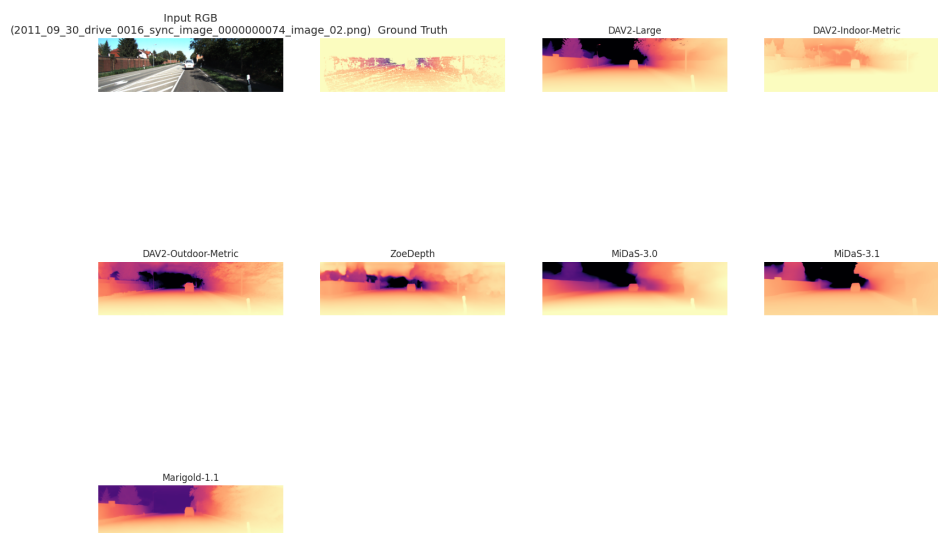 Input RGB
(2011_09_30_drive_0016_sync_image_0000000074_image_02.png)
Ground Truth
DAV2-Large
DAV2-Indoor-Metric
DAV2-Outdoor-Metric
ZoeDepth
MiDaS-3.0
MiDaS-3.1
Marigold-1.1